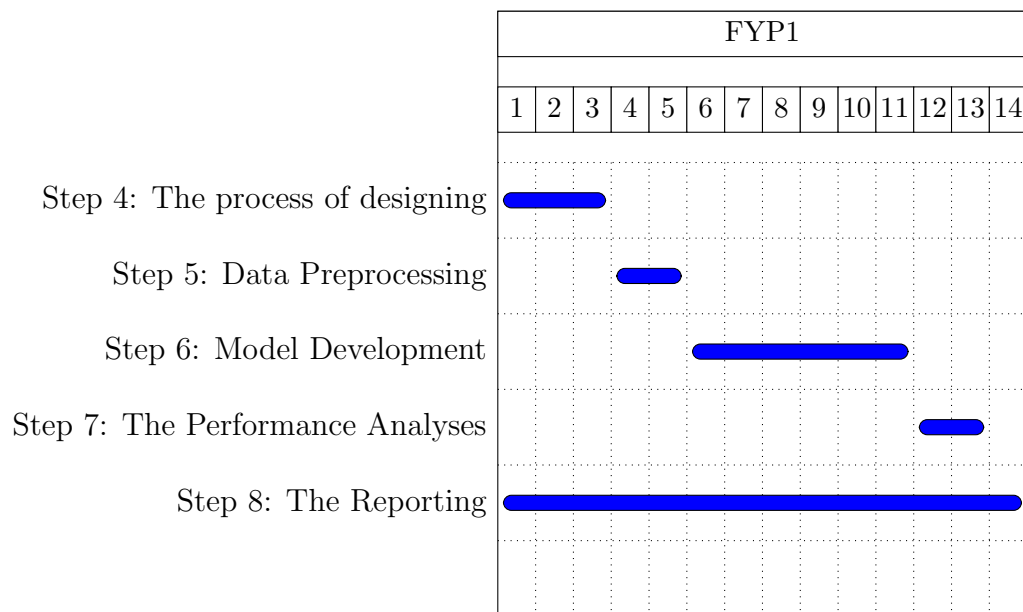 FYP1
1 2 3 4 5 6 7 8 9 10 11 12 13 14
Step 4: The process of designing
Step 5: Data Preprocessing
Step 6: Model Development
Step 7: The Performance Analyses
Step 8: The Reporting